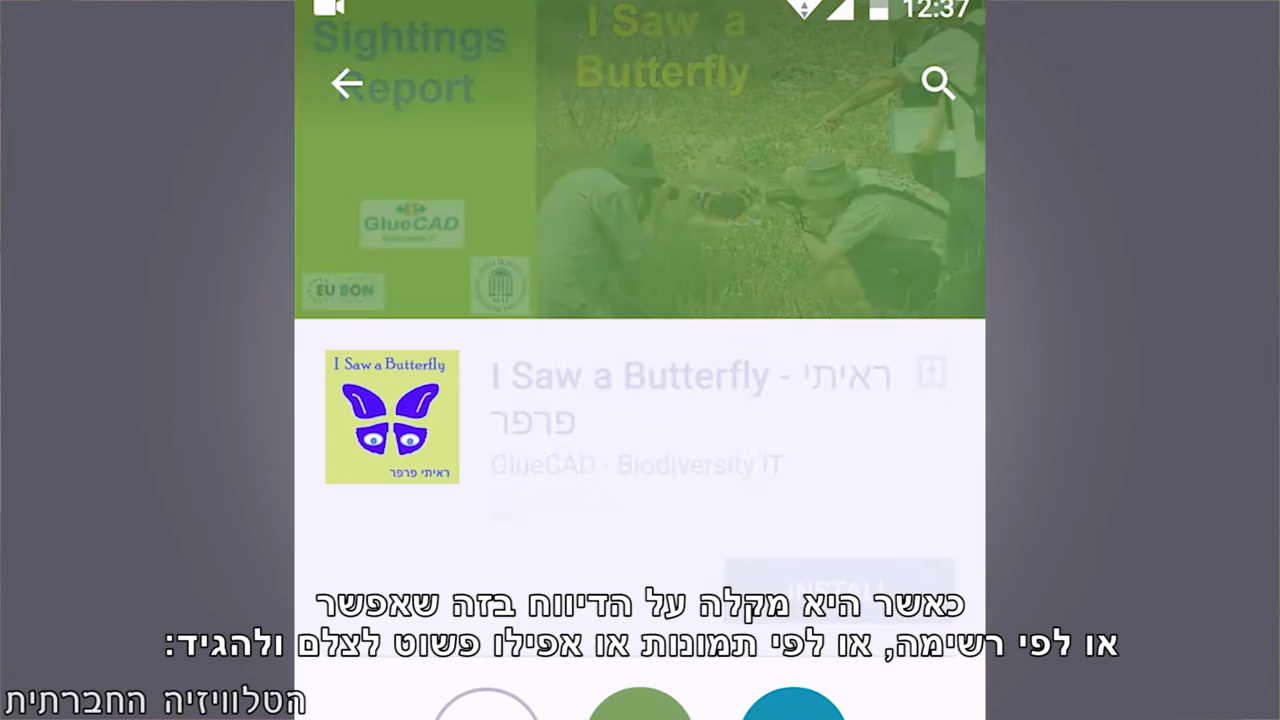 12:37
Sightings
Report
I Saw a
Butterfly
GlueCAD
Biodiversity IT
EU BON
I Saw a Butterfly
ראיתי פרפר
I Saw a Butterfly - ראיתי
פרפר
GlueCAD - Biodiversity IT
INSTALL
כאשר היא מקלה על הדיווח בזה שאפשר
או לפי רשימה, או לפי תמונות או אפילו פשוט לצלם ולהגיד:
הטלוויזיה החברתית